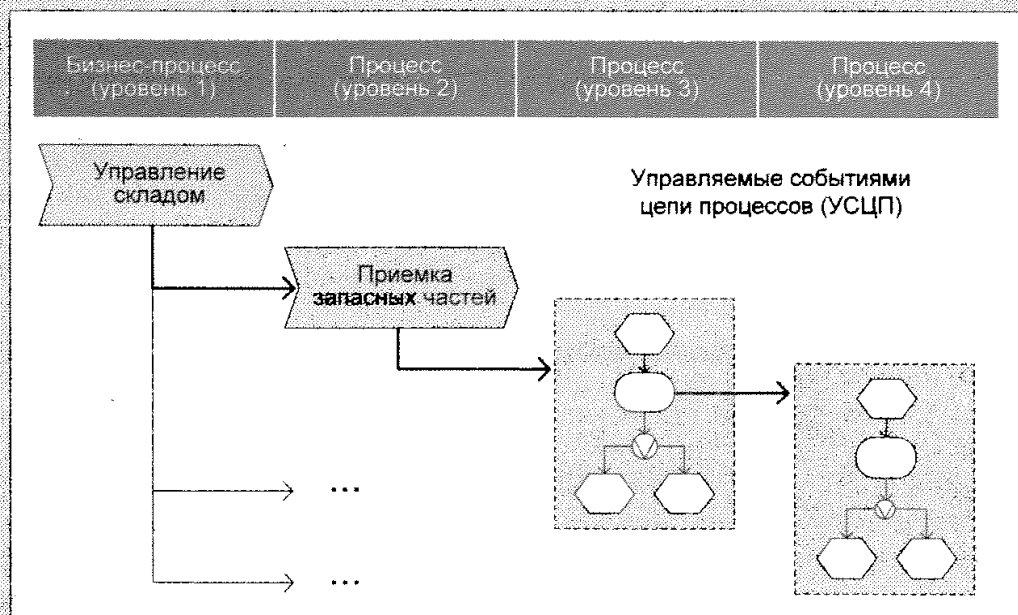 Бизнес-процесс
(уровень 1)
Процесс
(уровень 2)
Процесс
(уровень 3)
Процесс
(уровень 4)
Управление
складом
Управляемые событиями
цепи процессов (УСЦП)
Приемка
запасных частей
...
...